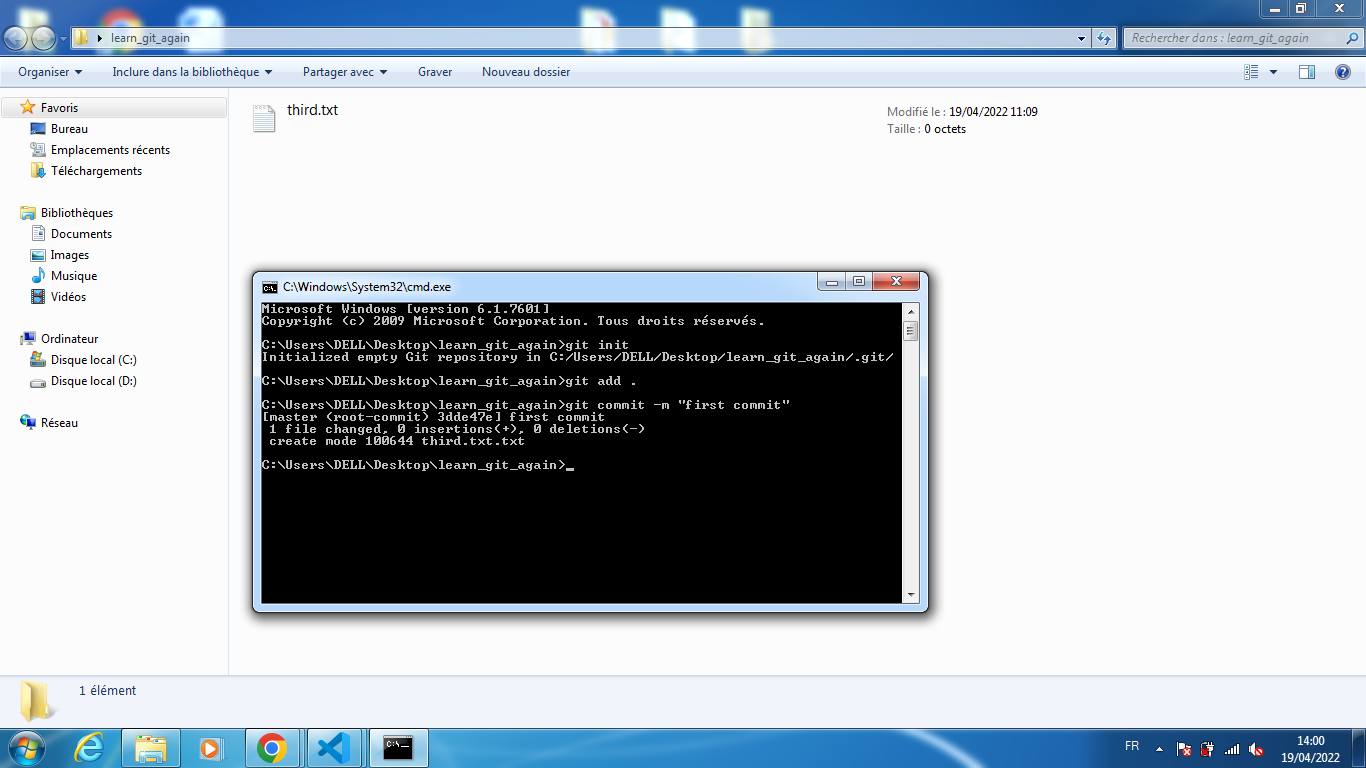 learn_git_again
Rechercher dans : learn_git_again
Organiser
Inclure dans la bibliothèque
Partager avec
Graver
Nouveau dossier
Favoris
Bureau
Emplacements récents
Téléchargements
Bibliothèques
Documents
Images
Musique
Vidéos
Ordinateur
Disque local (C:)
Disque local (D:)
Réseau
third.txt
Modifié le : 19/04/2022 11:09
Taille : 0 octets
C:\Windows\System32\cmd.exe
Microsoft Windows [version 6.1.7601]
Copyright (c) 2009 Microsoft Corporation. Tous droits réservés.
C:\Users\DELL\Desktop\learn_git_again>git init
Initialized empty Git repository in C:/Users/DELL/Desktop/learn_git_again/.git/
C:\Users\DELL\Desktop\learn_git_again>git add .
C:\Users\DELL\Desktop\learn_git_again>git commit -m "first commit"
[master (root-commit) 3dde47e] first commit
1 file changed, 0 insertions(+), 0 deletions(-)
create mode 100644 third.txt.txt
C:\Users\DELL\Desktop\learn_git_again>_
1 élément
C:\_
FR
14:00
19/04/2022